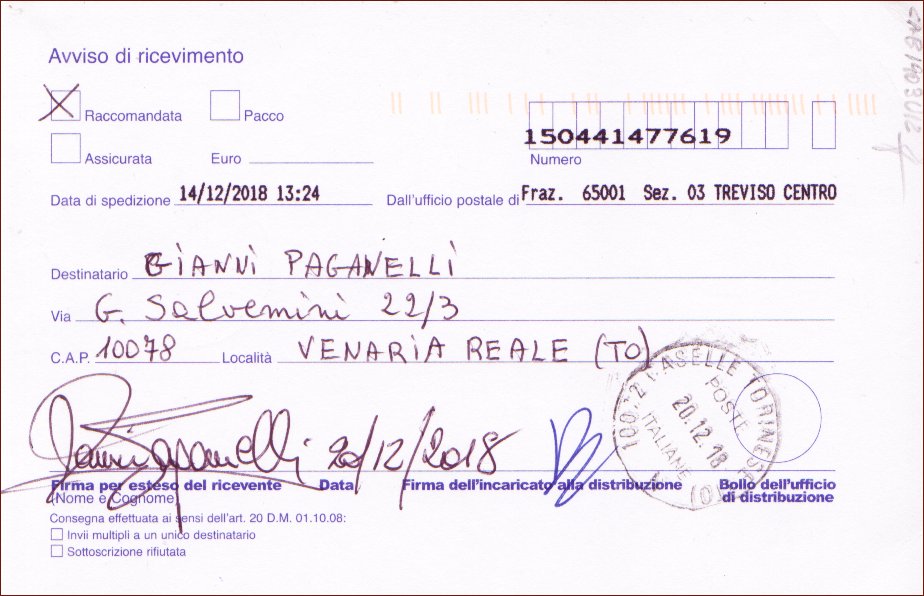 Avviso di ricevimento
Raccomandata Pacco
150441477619
Assicurata Euro Numero
Data di spedizione 14/12/2018 13:24 Dall'ufficio postale di Fraz. 65001 Sez. 03 TREVISO CENTRO
Destinatario GIANNI PAGANELLI
Via G. Salvemini 22/3
C.A.P. 10078 Località VENARIA REALE (TO)
10072 CASELLE TORINESE (TO)
POSTE
20.12.18
ITALIANE
20/12/2018
Firma per esteso del ricevente Data Firma dell'incaricato alla distribuzione Bollo dell'ufficio
(Nome e Cognome) di distribuzione
Consegna effettuata ai sensi dell'art. 20 D.M. 01.10.08:
Invii multipli a un unico destinatario
Sottoscrizione rifiutata